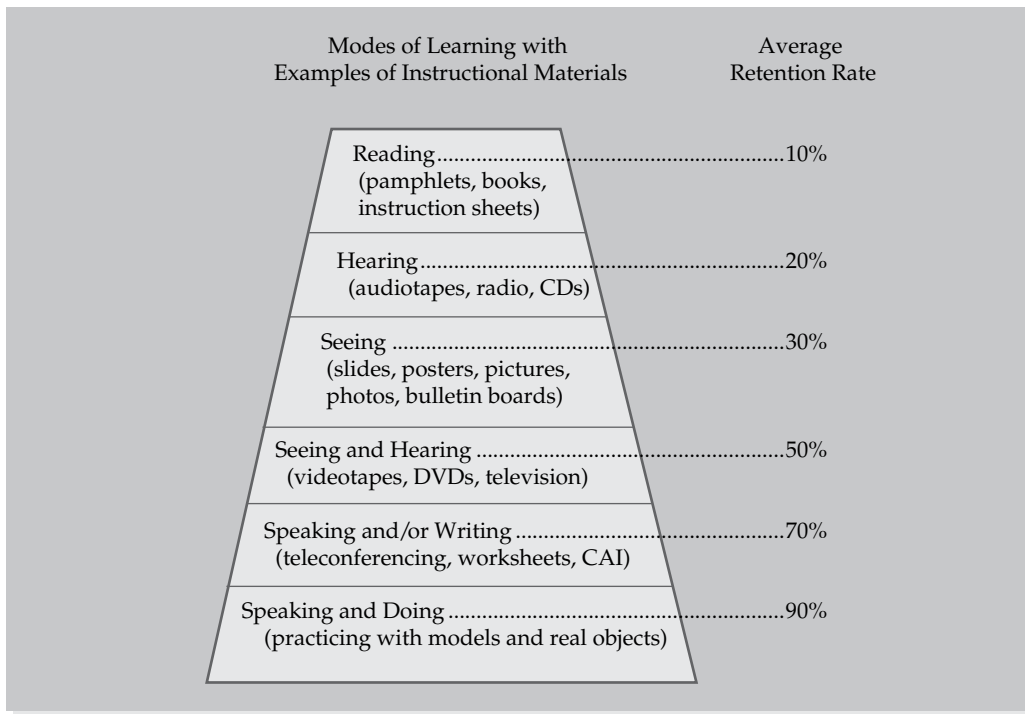 Modes of Learning with
Examples of Instructional Materials
Average
Retention Rate
Reading..........................................................10%
(pamphlets, books,
instruction sheets)
Hearing.............................................................20%
(audiotapes, radio, CDs)
Seeing ...................................................................30%
(slides, posters, pictures,
photos, bulletin boards)
Seeing and Hearing ....................................................50%
(videotapes, DVDs, television)
Speaking and/or Writing .............................................70%
(teleconferencing, worksheets, CAI)
Speaking and Doing .........................................................90%
(practicing with models and real objects)